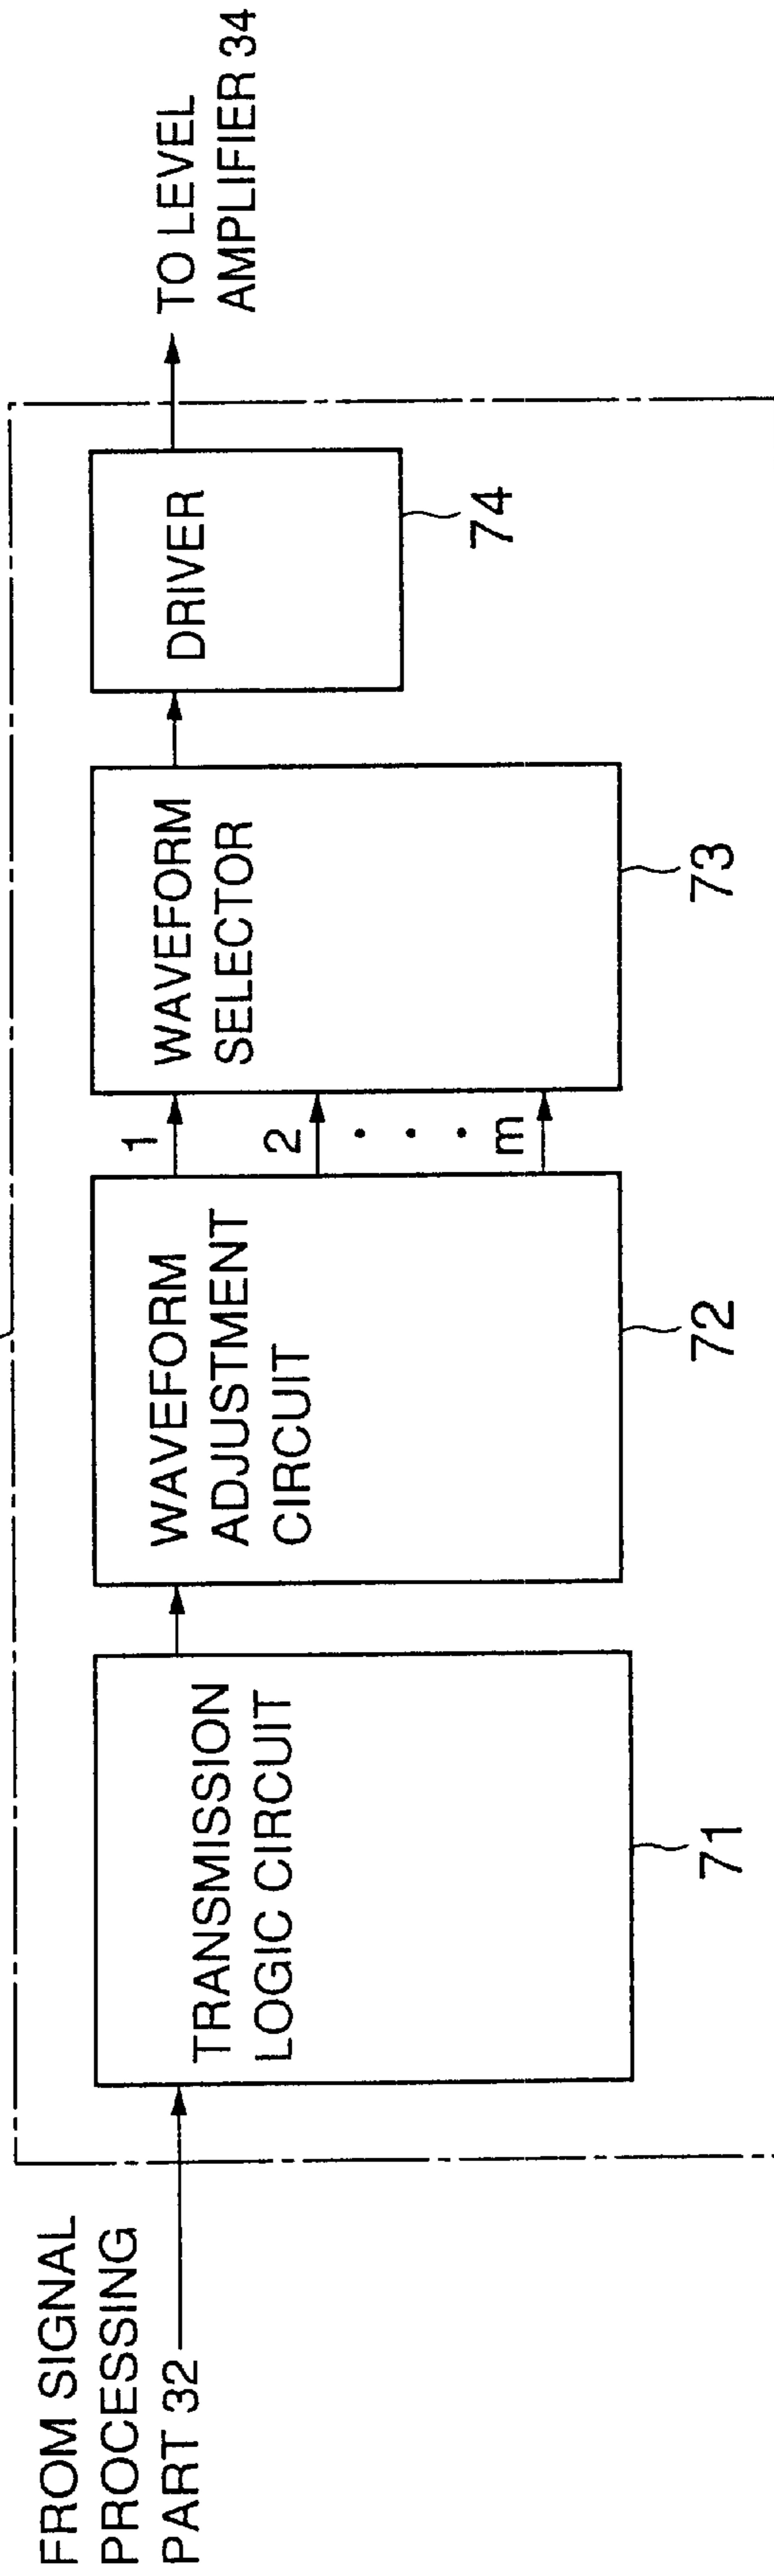 FROM SIGNAL
PROCESSING
PART 32
TRANSMISSION
LOGIC CIRCUIT
71
WAVEFORM
ADJUSTMENT
CIRCUIT
72
1
2
m
WAVEFORM
SELECTOR
73
DRIVER
74
TO LEVEL
AMPLIFIER 34